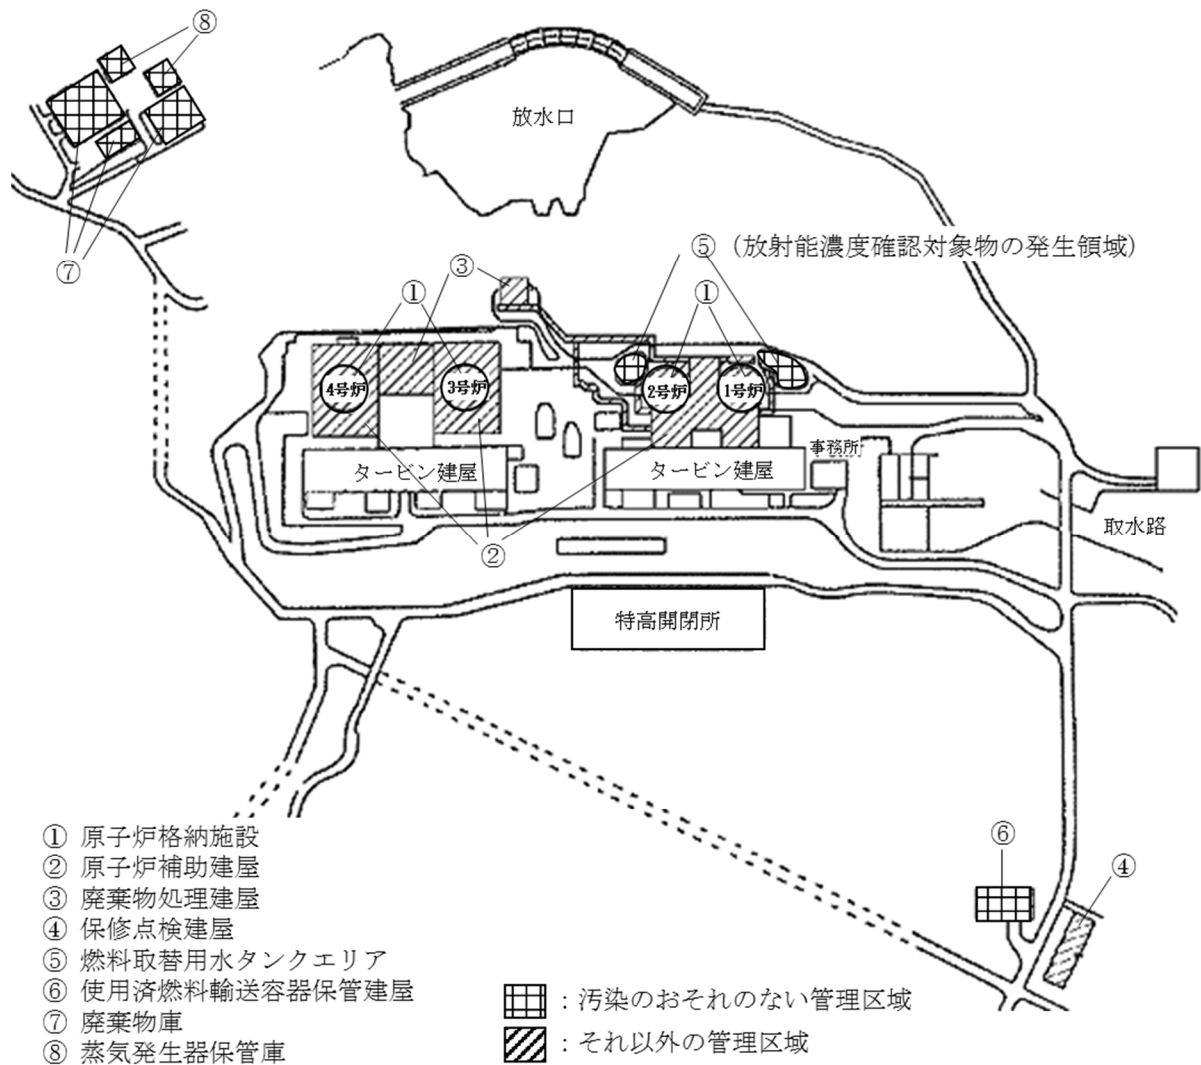 ⑧
放水口
⑤ (放射能濃度確認対象物の発生領域)
⑦
③
①
①
4号炉
3号炉
2号炉
1号炉
事務所
タービン建屋
タービン建屋
取水路
②
特高開閉所
⑥
④
① 原子炉格納施設
② 原子炉補助建屋
③ 廃棄物処理建屋
④ 保修点検建屋
⑤ 燃料取替用水タンクエリア
⑥ 使用済燃料輸送容器保管建屋
⑦ 廃棄物庫
⑧ 蒸気発生器保管庫
：汚染のおそれのない管理区域
：それ以外の管理区域